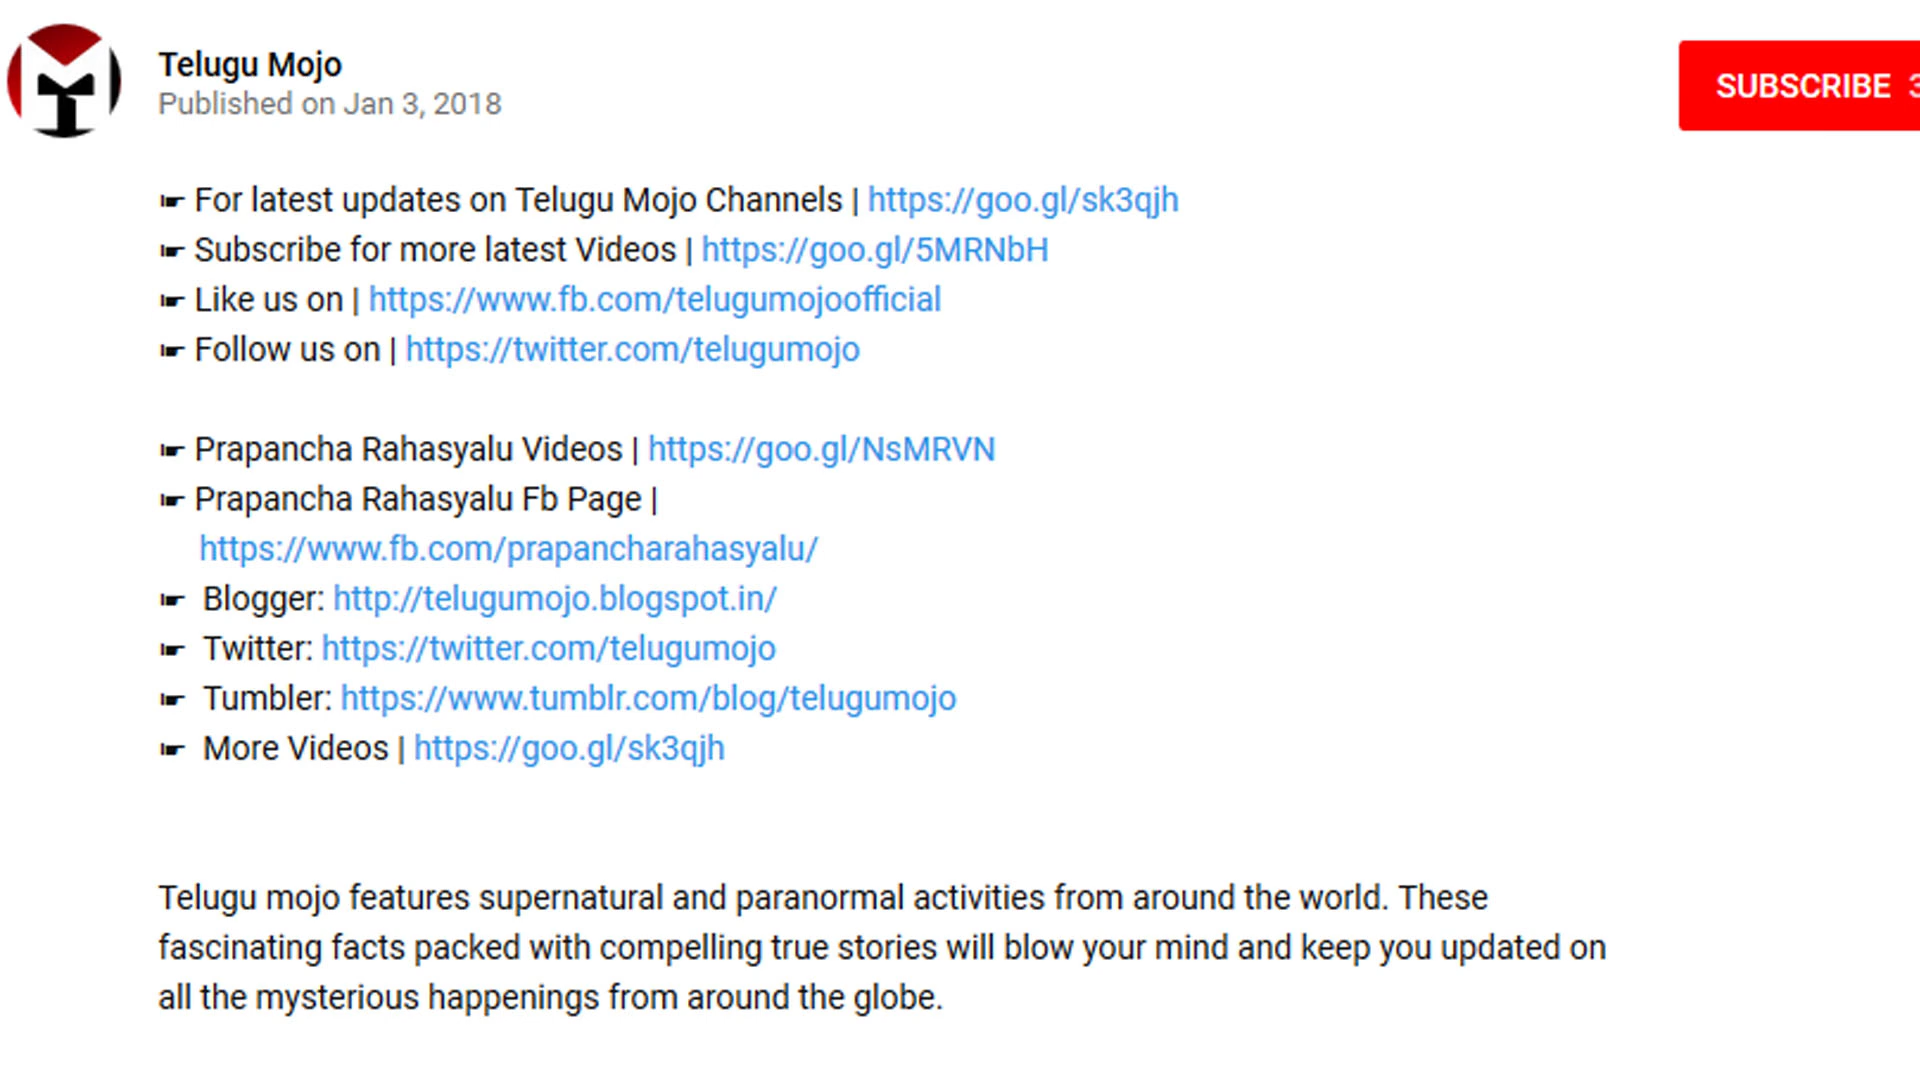 Telugu Mojo
Published on Jan 3, 2018
SUBSCRIBE 3
☛ For latest updates on Telugu Mojo Channels | https://goo.gl/sk3qjh
☛ Subscribe for more latest Videos | https://goo.gl/5MRNbH
☛ Like us on | https://www.fb.com/telugumojoofficial
☛ Follow us on | https://twitter.com/telugumojo
☛ Prapancha Rahasyalu Videos | https://goo.gl/NsMRVN
☛ Prapancha Rahasyalu Fb Page |
https://www.fb.com/prapancharahasyalu/
☛ Blogger: http://telugumojo.blogspot.in/
☛ Twitter: https://twitter.com/telugumojo
☛ Tumbler: https://www.tumblr.com/blog/telugumojo
☛ More Videos | https://goo.gl/sk3qjh
Telugu mojo features supernatural and paranormal activities from around the world. These
fascinating facts packed with compelling true stories will blow your mind and keep you updated on
all the mysterious happenings from around the globe.